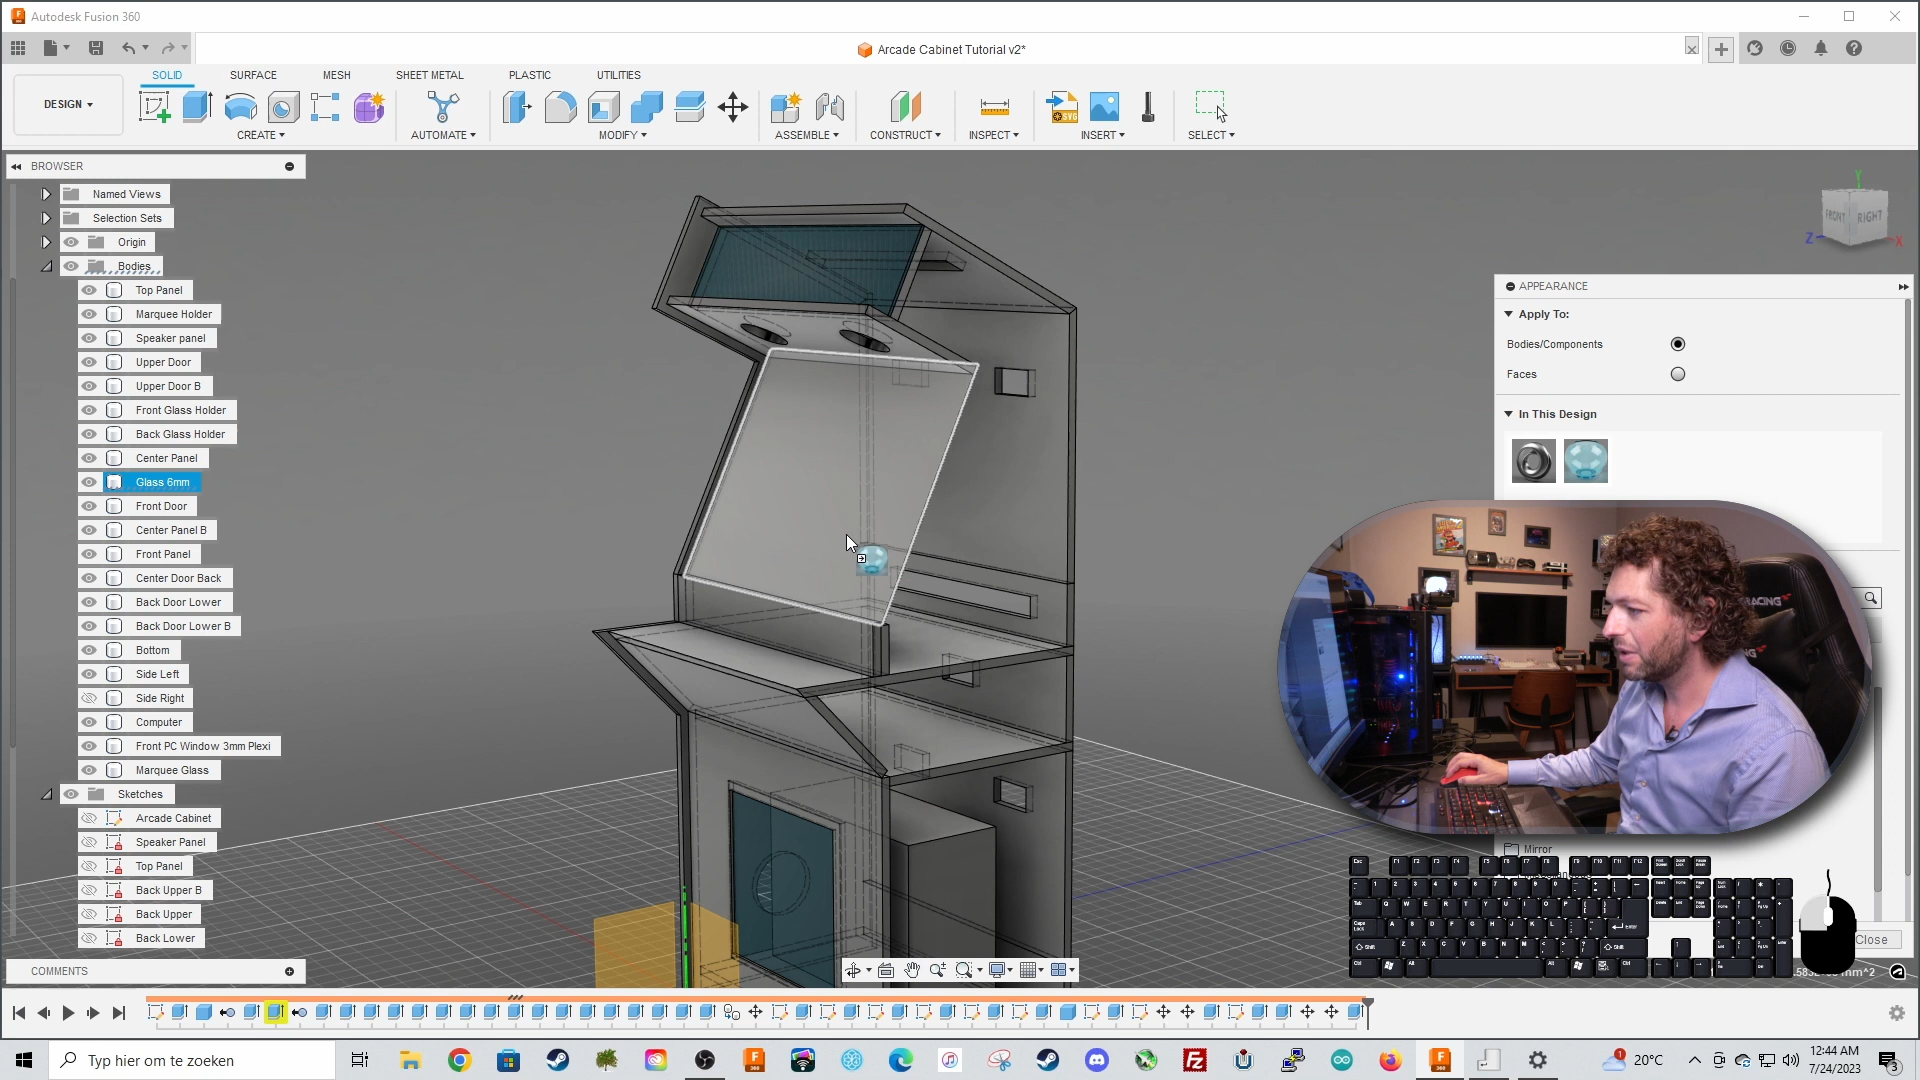 Autodesk Fusion 360
Arcade Cabinet Tutorial v2*
DESIGN
SOLID
SURFACE
MESH
SHEET METAL
PLASTIC
UTILITIES
CREATE
AUTOMATE
MODIFY
ASSEMBLE
CONSTRUCT
INSPECT
INSERT
SELECT
BROWSER
Named Views
Selection Sets
Origin
Bodies
Top Panel
Marquee Holder
Speaker panel
Upper Door
Upper Door B
Front Glass Holder
Back Glass Holder
Center Panel
Glass 6mm
Front Door
Center Panel B
Front Panel
Center Door Back
Back Door Lower
Back Door Lower B
Bottom
Side Left
Side Right
Computer
Front PC Window 3mm Plexi
Marquee Glass
Sketches
Arcade Cabinet
Speaker Panel
Top Panel
Back Upper B
Back Upper
Back Lower
COMMENTS
Y
FRONT
RIGHT
Z
X
APPEARANCE
Apply To:
Bodies/Components
Faces
In This Design
RACING
Mirror
Close
mm^2
Typ hier om te zoeken
20°C
12:44 AM
7/24/2023